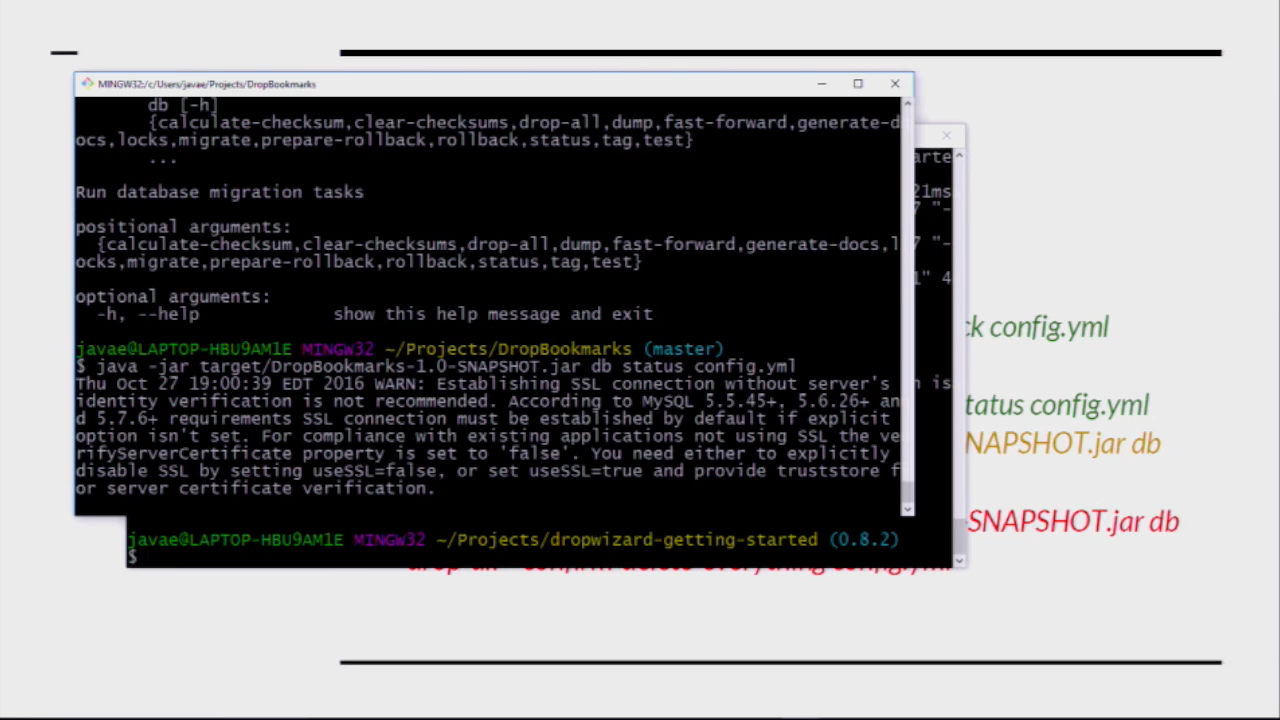 MINGW32:/c/Users/javae/Projects/DropBookmarks
db [-h]
{calculate-checksum,clear-checksums,drop-all,dump,fast-forward,generate-d
ocs,locks,migrate,prepare-rollback,rollback,status,tag,test}
...
Run database migration tasks
positional arguments:
{calculate-checksum,clear-checksums,drop-all,dump,fast-forward,generate-docs,l
ocks,migrate,prepare-rollback,rollback,status,tag,test}
optional arguments:
-h, --help show this help message and exit
javae@LAPTOP-HBU9AM1E MINGW32 ~/Projects/DropBookmarks (master)
$ java -jar target/DropBookmarks-1.0-SNAPSHOT.jar db status config.yml
Thu Oct 27 19:00:39 EDT 2016 WARN: Establishing SSL connection without server's
identity verification is not recommended. According to MySQL 5.5.45+, 5.6.26+ an
d 5.7.6+ requirements SSL connection must be established by default if explicit
option isn't set. For compliance with existing applications not using SSL the ve
rifyServerCertificate property is set to 'false'. You need either to explicitly
disable SSL by setting useSSL=false, or set useSSL=true and provide truststore f
or server certificate verification.
arte
21ms
7 "-
7 "-
1" 4
n is
javae@LAPTOP-HBU9AM1E MINGW32 ~/Projects/dropwizard-getting-started (0.8.2)
$
ck config.yml
tatus config.yml
NAPSHOT.jar db
SNAPSHOT.jar db